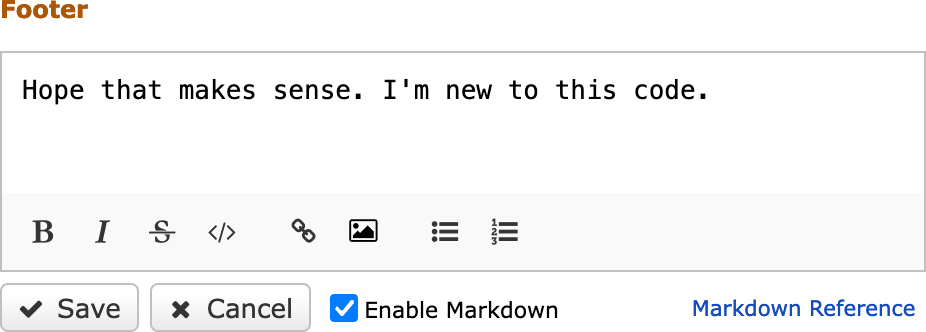 Footer
Hope that makes sense. I'm new to this code.
B I S </>
Save Cancel Enable Markdown Markdown Reference